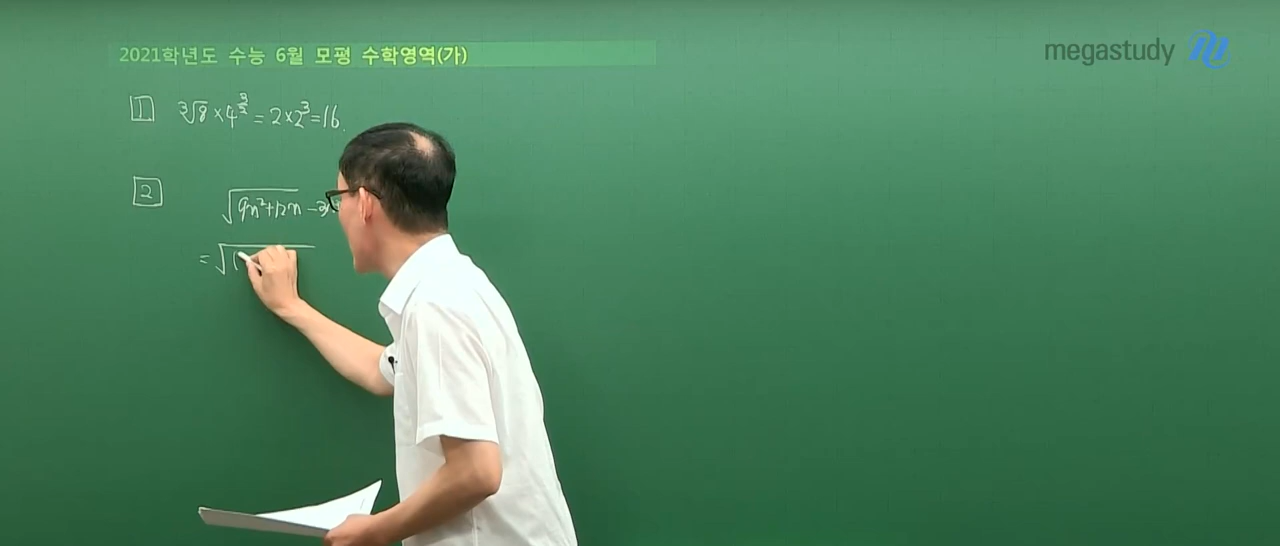 2021학년도 수능 6월 모평 수학영역(가)
megastudy
1 ∛8×4^(3/2) = 2×2³=16.
2
√(9n²+12n) -3n
=√(